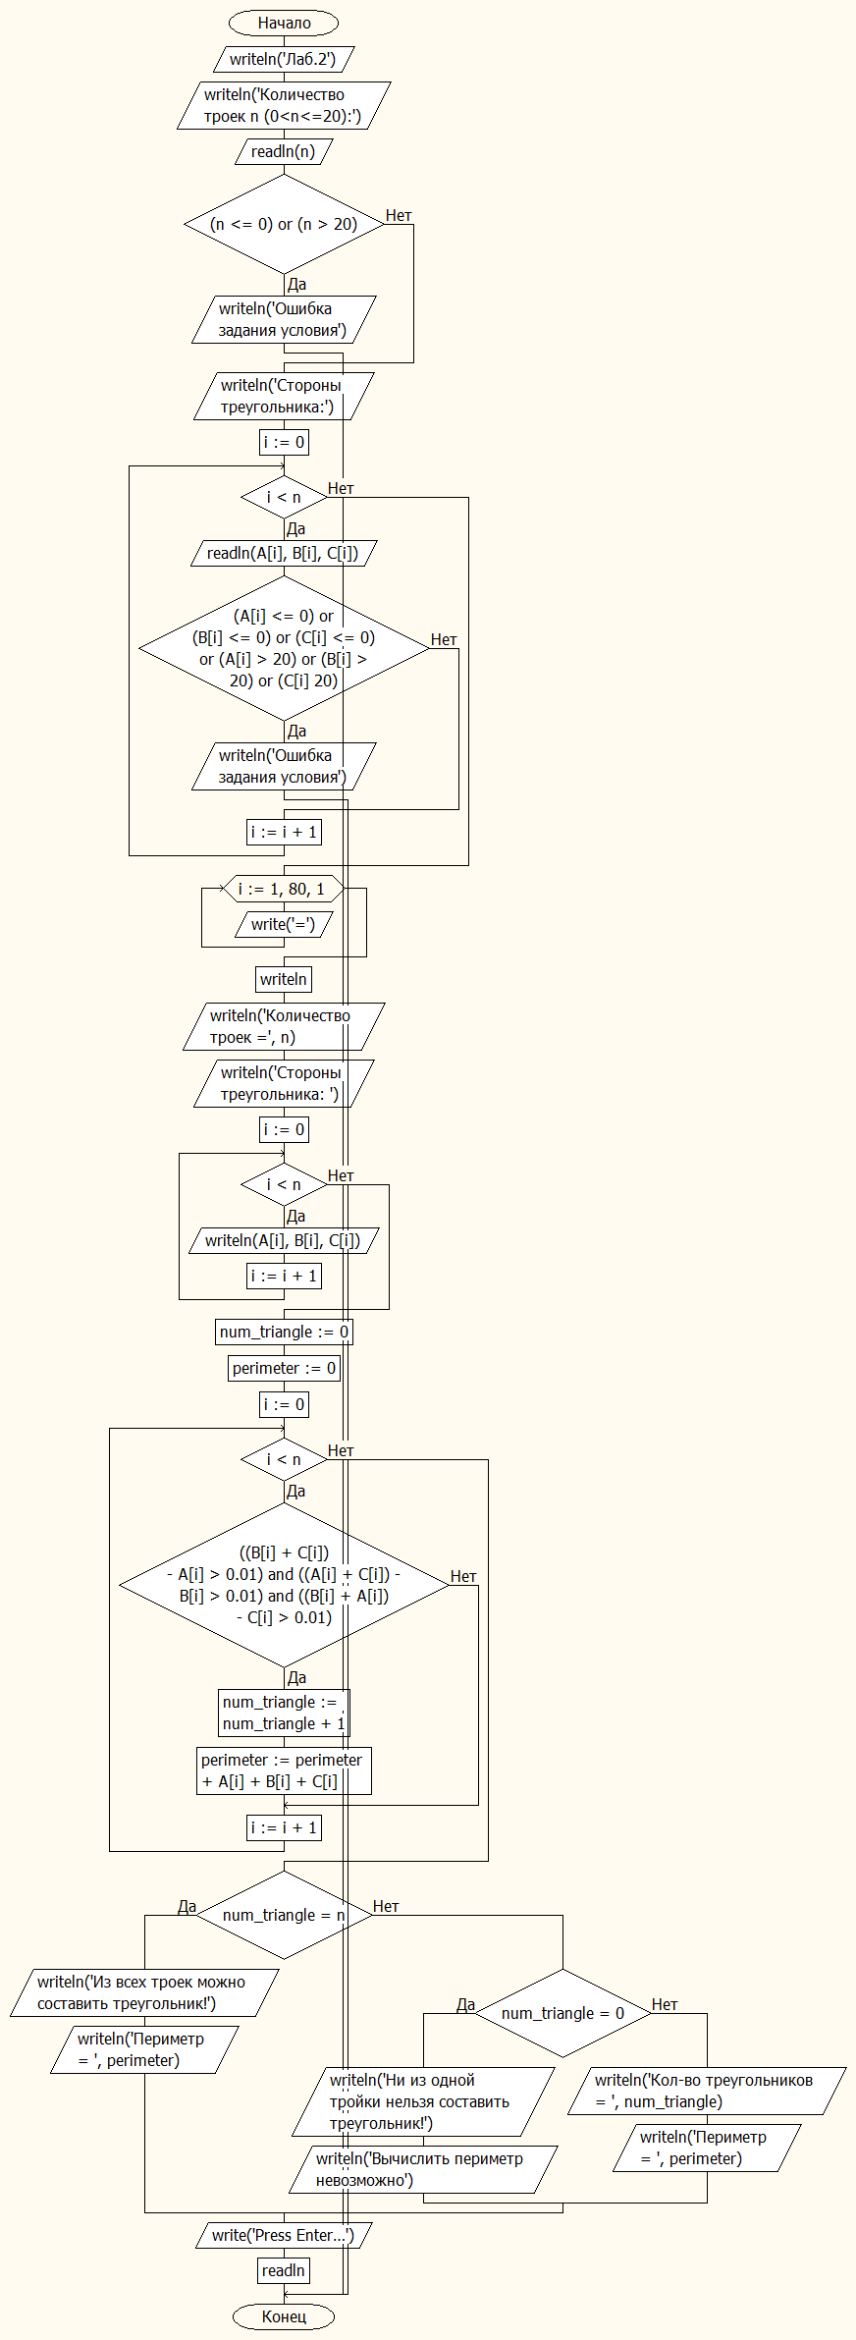 Начало
writeln('Лаб.2')
writeln('Количество
троек n (0<n<=20):')
readln(n)
(n <= 0) or (n > 20)
Нет
Да
writeln('Ошибка
задания условия')
writeln('Стороны
треугольника:')
i := 0
i < n
Нет
Да
readln(A[i], B[i], C[i])
(A[i] <= 0) or
(B[i] <= 0) or (C[i] <= 0)
or (A[i] > 20) or (B[i] >
20) or (C[i] 20)
Нет
Да
writeln('Ошибка
задания условия')
i := i + 1
i := 1, 80, 1
write('=')
writeln
writeln('Количество
троек =', n)
writeln('Стороны
треугольника: ')
i := 0
i < n
Нет
Да
writeln(A[i], B[i], C[i])
i := i + 1
num_triangle := 0
perimeter := 0
i := 0
i < n
Нет
Да
((B[i] + C[i])
- A[i] > 0.01) and ((A[i] + C[i]) -
B[i] > 0.01) and ((B[i] + A[i])
- C[i] > 0.01)
Нет
Да
num_triangle :=
num_triangle + 1
perimeter := perimeter
+ A[i] + B[i] + C[i]
i := i + 1
num_triangle = n
Да
Нет
writeln('Из всех троек можно
составить треугольник!')
writeln('Периметр
= ', perimeter)
num_triangle = 0
Да
Нет
writeln('Ни из одной
тройки нельзя составить
треугольник!')
writeln('Вычислить периметр
невозможно')
writeln('Кол-во треугольников
= ', num_triangle)
writeln('Периметр
= ', perimeter)
write('Press Enter...')
readln
Конец